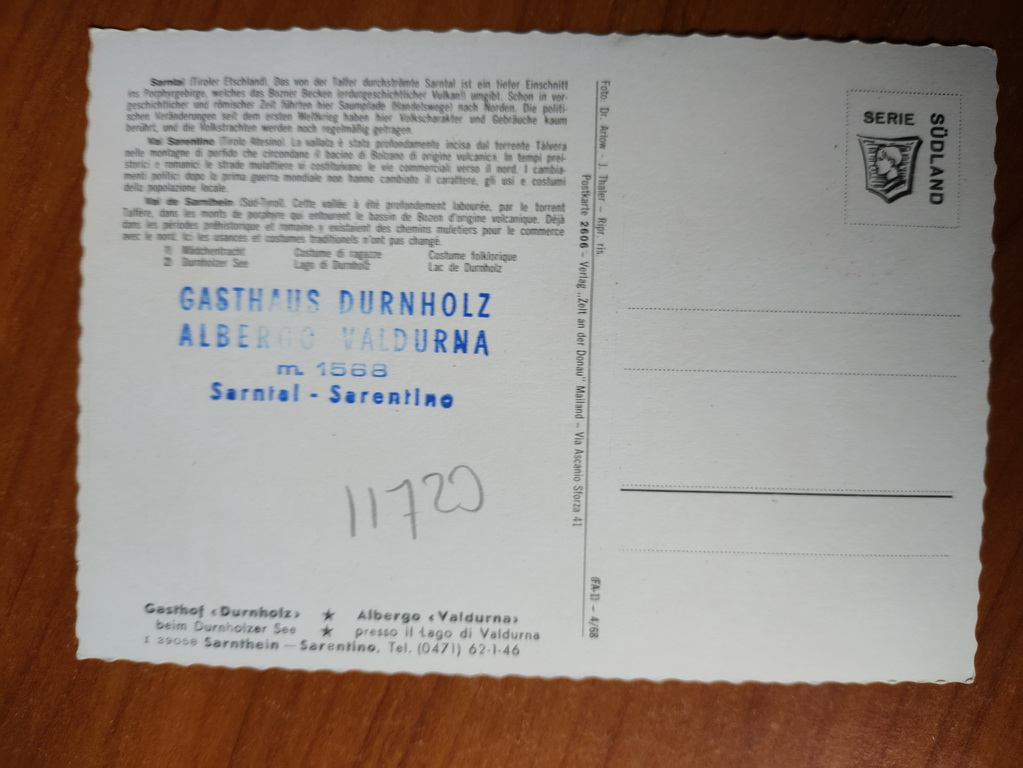 Sarntal (Tiroler Etschland). Das von der Talfer durchströmte Sarntal ist ein tiefer Einschnitt
ins Porphyrgebirge, welches das Bozner Becken (erdurgeschichtlicher Vulkan!) umgibt. Schon in vor-
geschichtlicher und römischer Zeit führten hier Saumpfade (Handelswege) nach Norden. Die politi-
schen Veränderungen seit dem ersten Weltkrieg haben hier Volkscharakter und Gebräuche kaum
berührt, und die Volkstrachten werden noch regelmäßig getragen.
Val Sarentino (Tirolo Atesino). La vallata è stata profondamente incisa dal torrente Tàlvera
nelle montagne di porfido che circondano il bacino di Bolzano di origine vulcanica. In tempi prei-
storici e romanici le strade mulattiere vi costituivano le vie commerciali verso il nord. I cambia-
menti politici dopo la prima guerra mondiale non hanno cambiato il carattere, gli usi e costumi
della popolazione locale.
Val de Sarnthein (Sud-Tyrol). Cette vallée à été profondement labourée, par le torrent
Talfère, dans les monts de porphyre qui entourent le bassin de Bozen d'origine volcanique. Déjà
dans les périodes préhistorique et romaine y existaient des chemins muletiers pour le commerce
avec le nord. Ici les usances et costumes traditionels n'ont pas changé.
1) Mädchentracht Costume di ragazze Costume folklorique
2) Durnholzer See Lago di Durnholz Lac de Durnholz
GASTHAUS DURNHOLZ
ALBERGO VALDURNA
m. 1568
Sarntal - Sarentino
11720
Gasthof «Durnholz» ★ Albergo «Valdurna»
beim Durnholzer See ★ presso il Lago di Valdurna
I 39058 Sarnthein — Sarentino, Tel. (0471) 62-1-46
Foto Dr. Arlow - J. Thaler – Ripr. ris.
Postkarte 2606 – Verlag „Zelt an der Donau" Mailand – Via Ascanio Sforza 41
(FA-I) – 4/68
SERIE
SÜDLAND